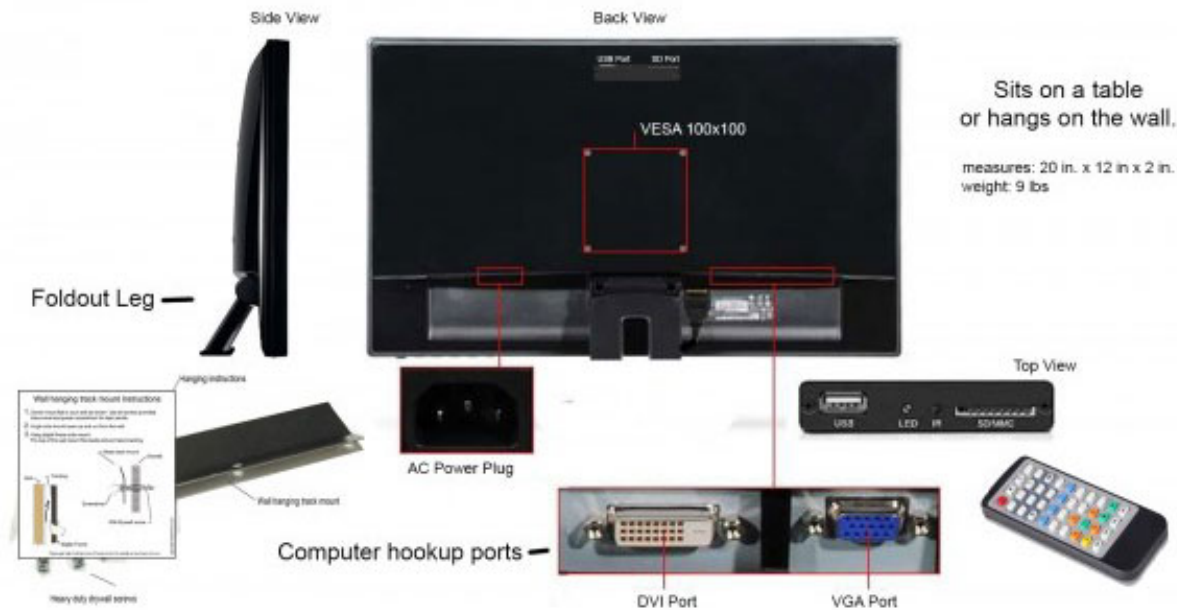 Side View
Back View
USB Port
SD Port
VESA 100x100
Sits on a table
or hangs on the wall.
measures: 20 in. x 12 in x 2 in.
weight: 9 lbs
Foldout Leg
Top View
Hanging instructions
Wall hanging track mount instructions
USB
LED
IR
SD/MMC
AC Power Plug
Wall hanging track mount
Computer hookup ports
DVI Port
VGA Port
Heavy duty drywall screws